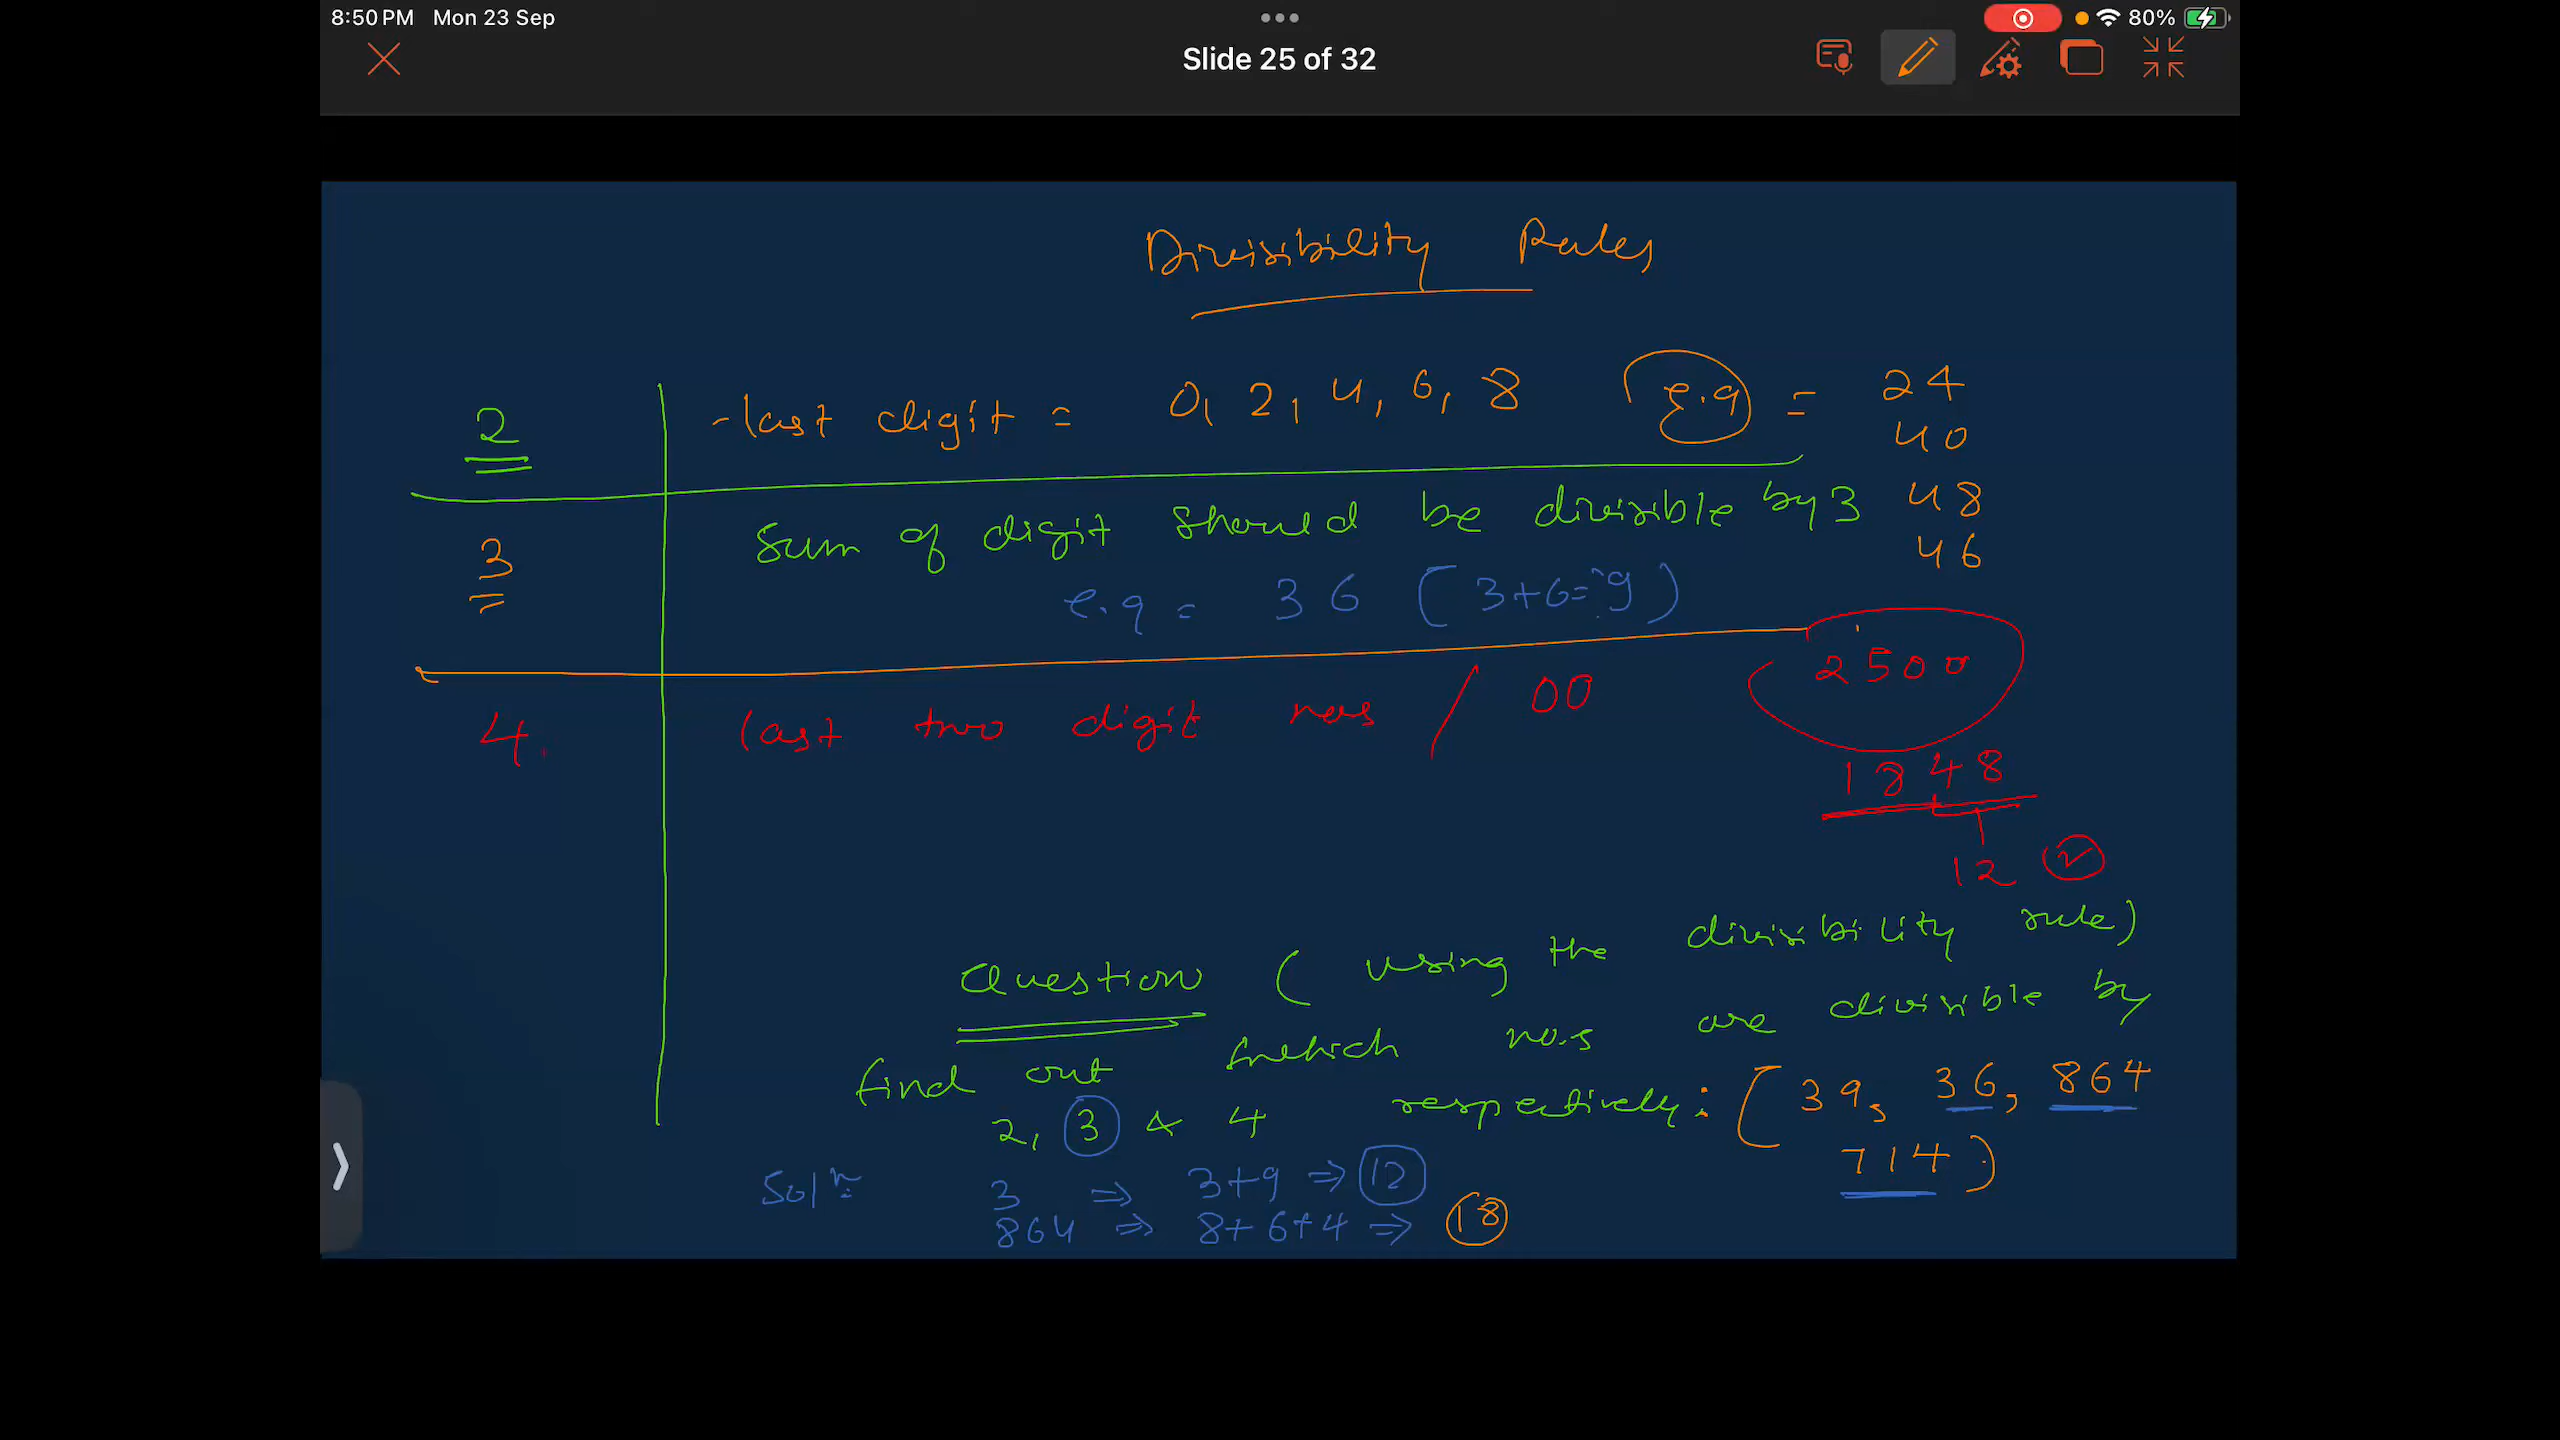 8:50 PM Mon 23 Sep
80%
Slide 25 of 32
Divisibility Rules
2 - last digit = 0, 2, 4, 6, 8 e.g = 24
40
48
46
3 Sum of digit should be divisible by 3
e.g = 36 (3+6=9)
4. last two digit nos / 00 2500
1848
12
Question (using the divisibility rule)
find out which no.s are divisible by
2, 3 & 4 respectively: [39, 36, 864
714)
Solⁿ: 3 ⇒ 3+9 ⇒ 12
864 ⇒ 8+6+4 ⇒ 18